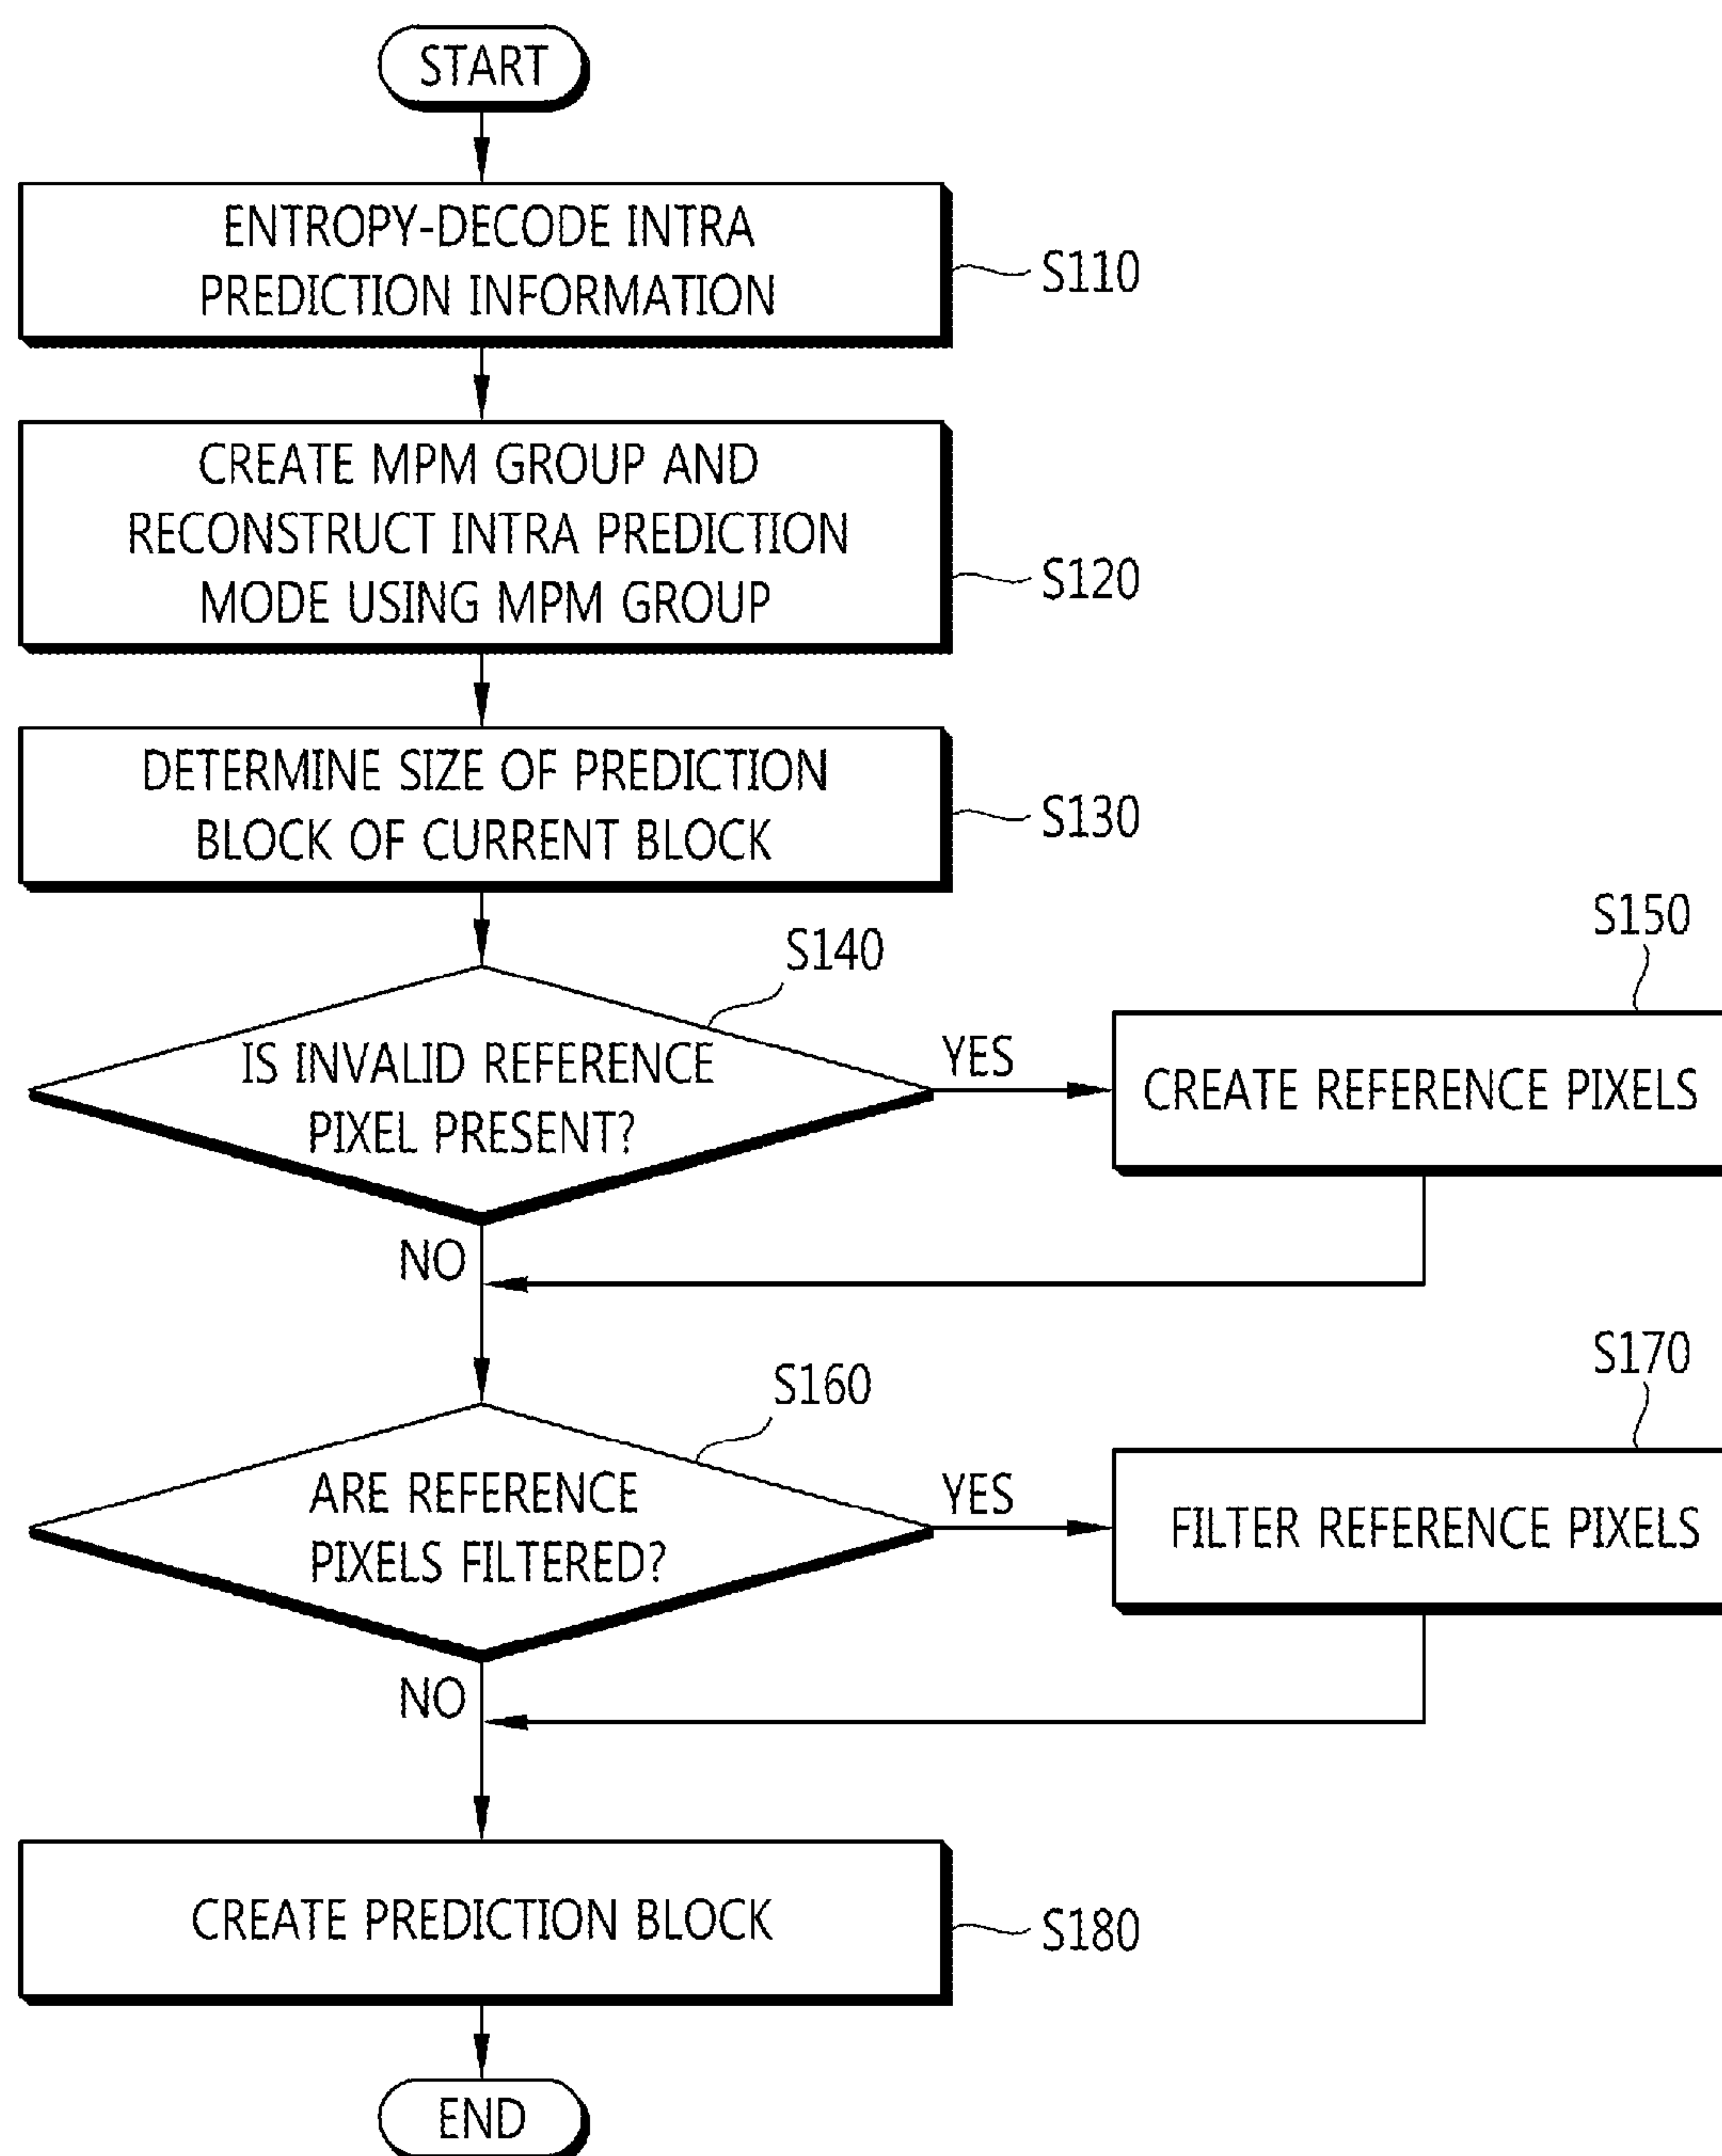 START
ENTROPY-DECODE INTRA
PREDICTION INFORMATION
S110
CREATE MPM GROUP AND
RECONSTRUCT INTRA PREDICTION
MODE USING MPM GROUP
S120
DETERMINE SIZE OF PREDICTION
BLOCK OF CURRENT BLOCK
S130
S140
IS INVALID REFERENCE
PIXEL PRESENT?
YES
S150
CREATE REFERENCE PIXELS
NO
S160
ARE REFERENCE
PIXELS FILTERED?
YES
S170
FILTER REFERENCE PIXELS
NO
CREATE PREDICTION BLOCK
S180
END